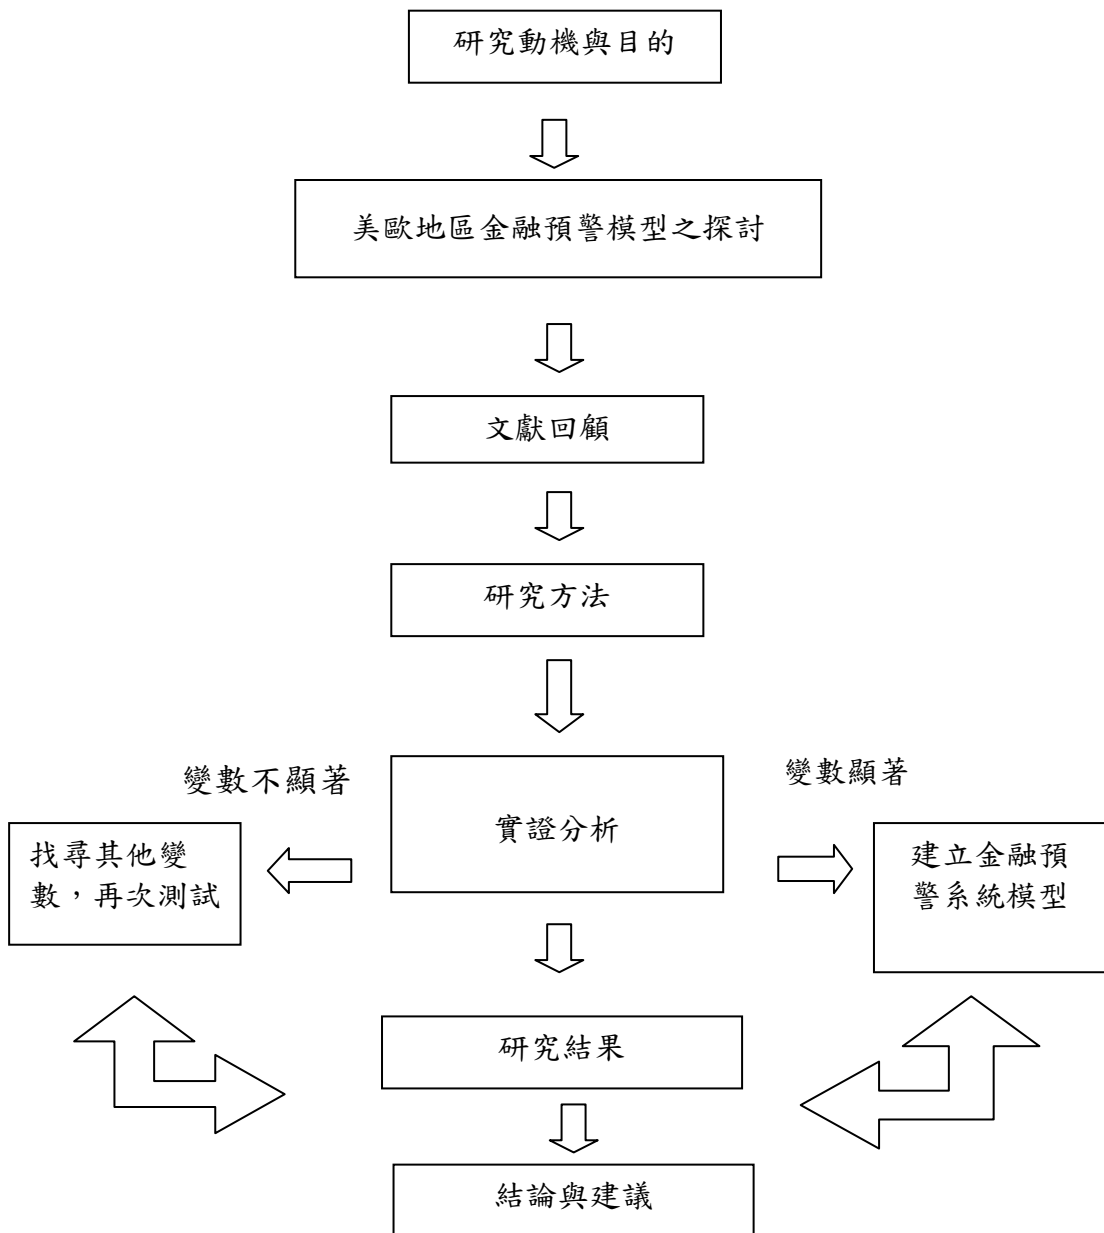 研究動機與目的
美歐地區金融預警模型之探討
文獻回顧
研究方法
變數不顯著
變數顯著
實證分析
找尋其他變
數，再次測試
建立金融預
警系統模型
研究結果
結論與建議